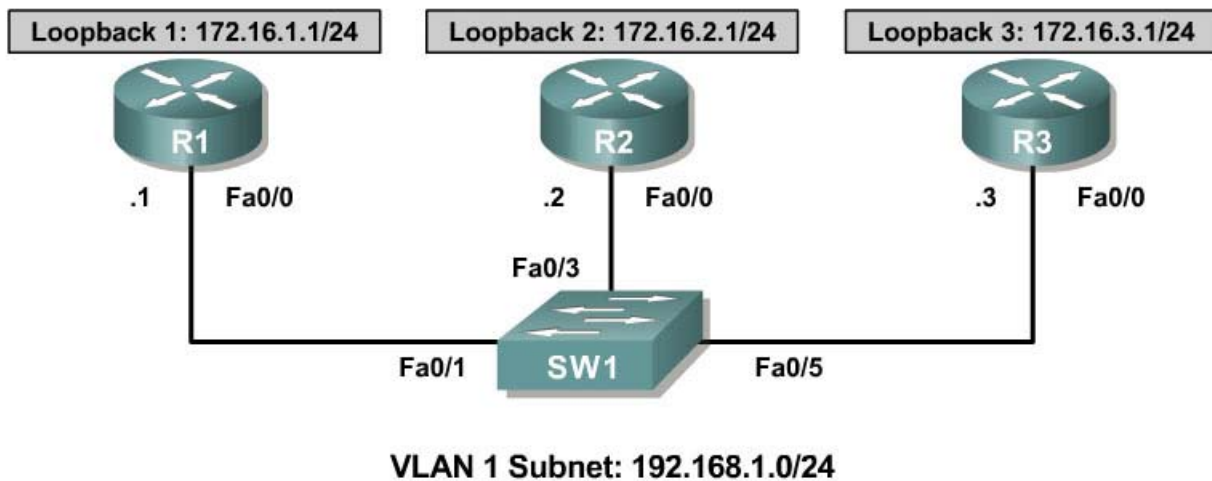 Loopback 1: 172.16.1.1/24
Loopback 2: 172.16.2.1/24
Loopback 3: 172.16.3.1/24
R1
R2
R3
.1
Fa0/0
.2
Fa0/0
.3
Fa0/0
Fa0/3
Fa0/1
SW1
Fa0/5
VLAN 1 Subnet: 192.168.1.0/24